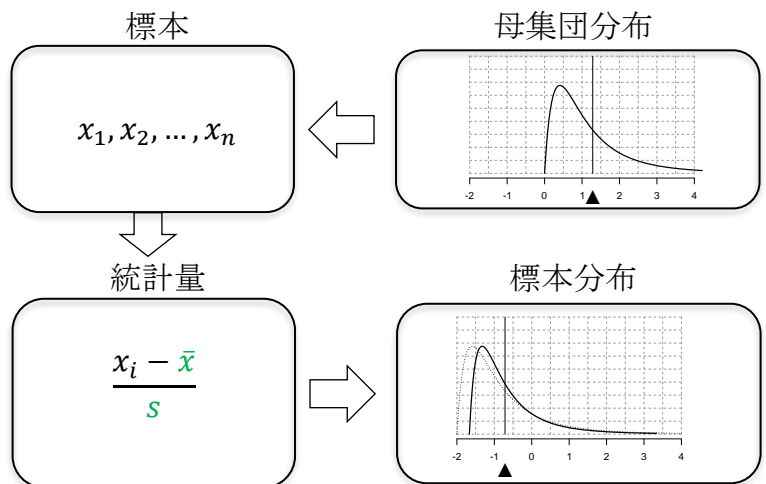 標本
母集団分布
x₁, x₂, …, xₙ
-2 -1 0 1 2 3 4
統計量
標本分布
xᵢ − x̄
s
-2 -1 0 1 2 3 4